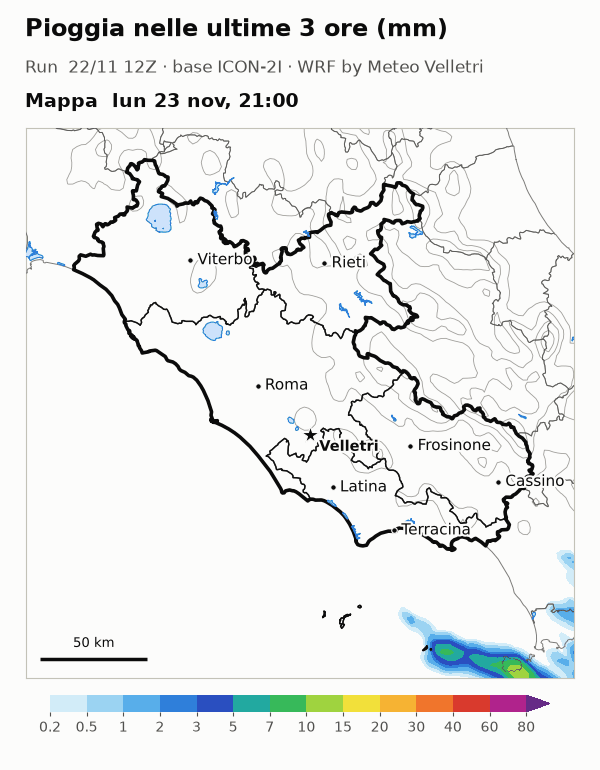 Pioggia nelle ultime 3 ore (mm)
Run  22/11 12Z · base ICON-2I · WRF by Meteo Velletri
Mappa  lun 23 nov, 21:00
Viterbo
Rieti
Roma
Velletri
Frosinone
Latina
Cassino
Terracina
50 km
0.2 0.5 1 2 3 5 7 10 15 20 30 40 60 80